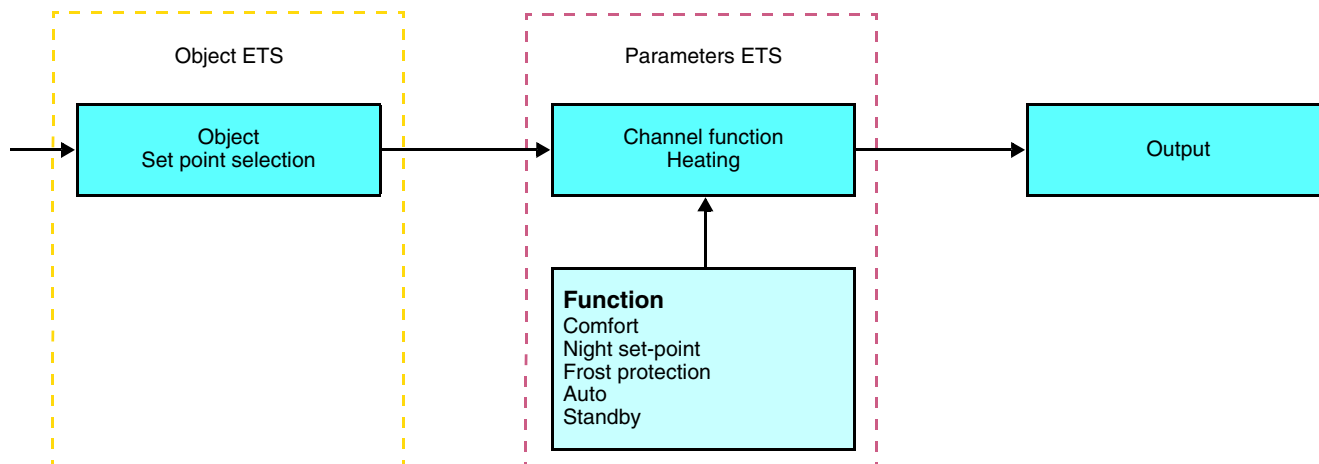 Object ETS
Parameters ETS
Object
Set point selection
Channel function
Heating
Output
Function
Comfort
Night set-point
Frost protection
Auto
Standby